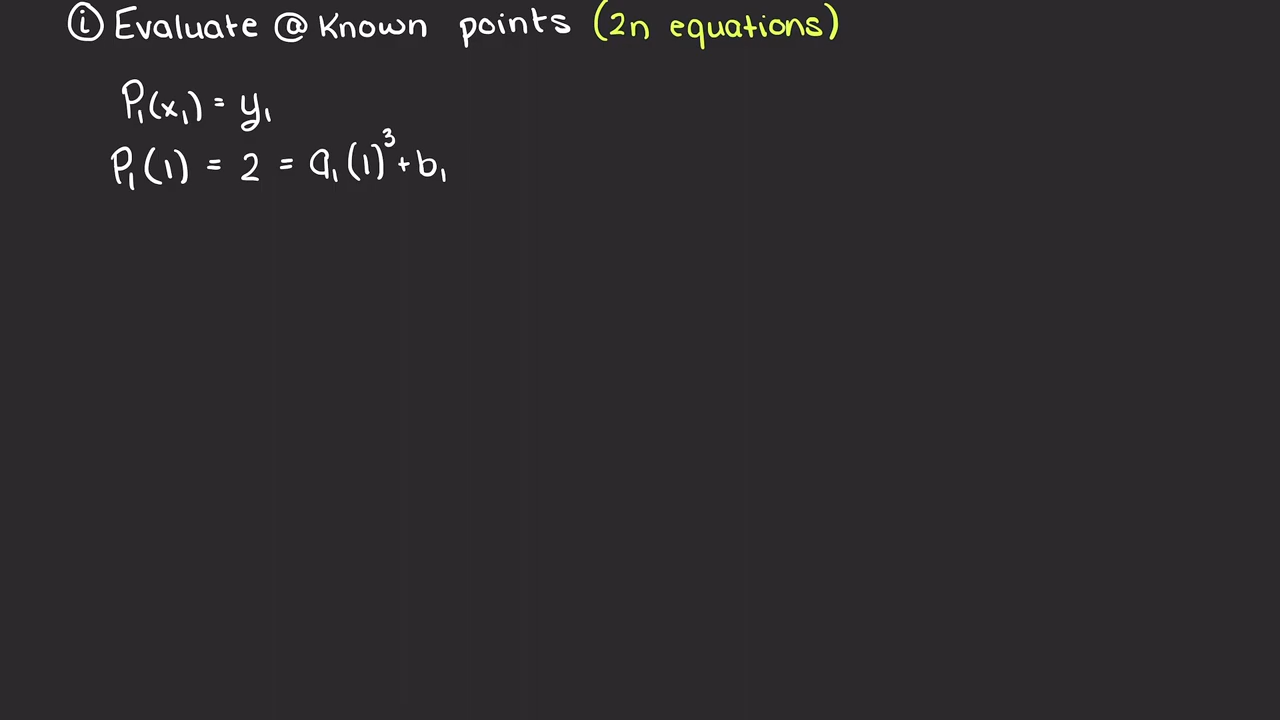 ⓘ Evaluate @ Known points (2n equations)
P₁(x₁) = y₁
P₁(1) = 2 = a₁(1)³ + b₁